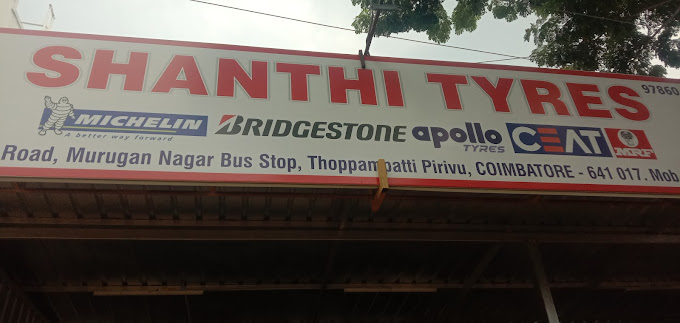 SHANTHI TYRES
97860
MICHELIN
A better way forward
BRIDGESTONE
apollo
TYRES
CEAT
MRF
Road, Murugan Nagar Bus Stop, Thoppampatti Pirivu, COIMBATORE - 641 017. Mob